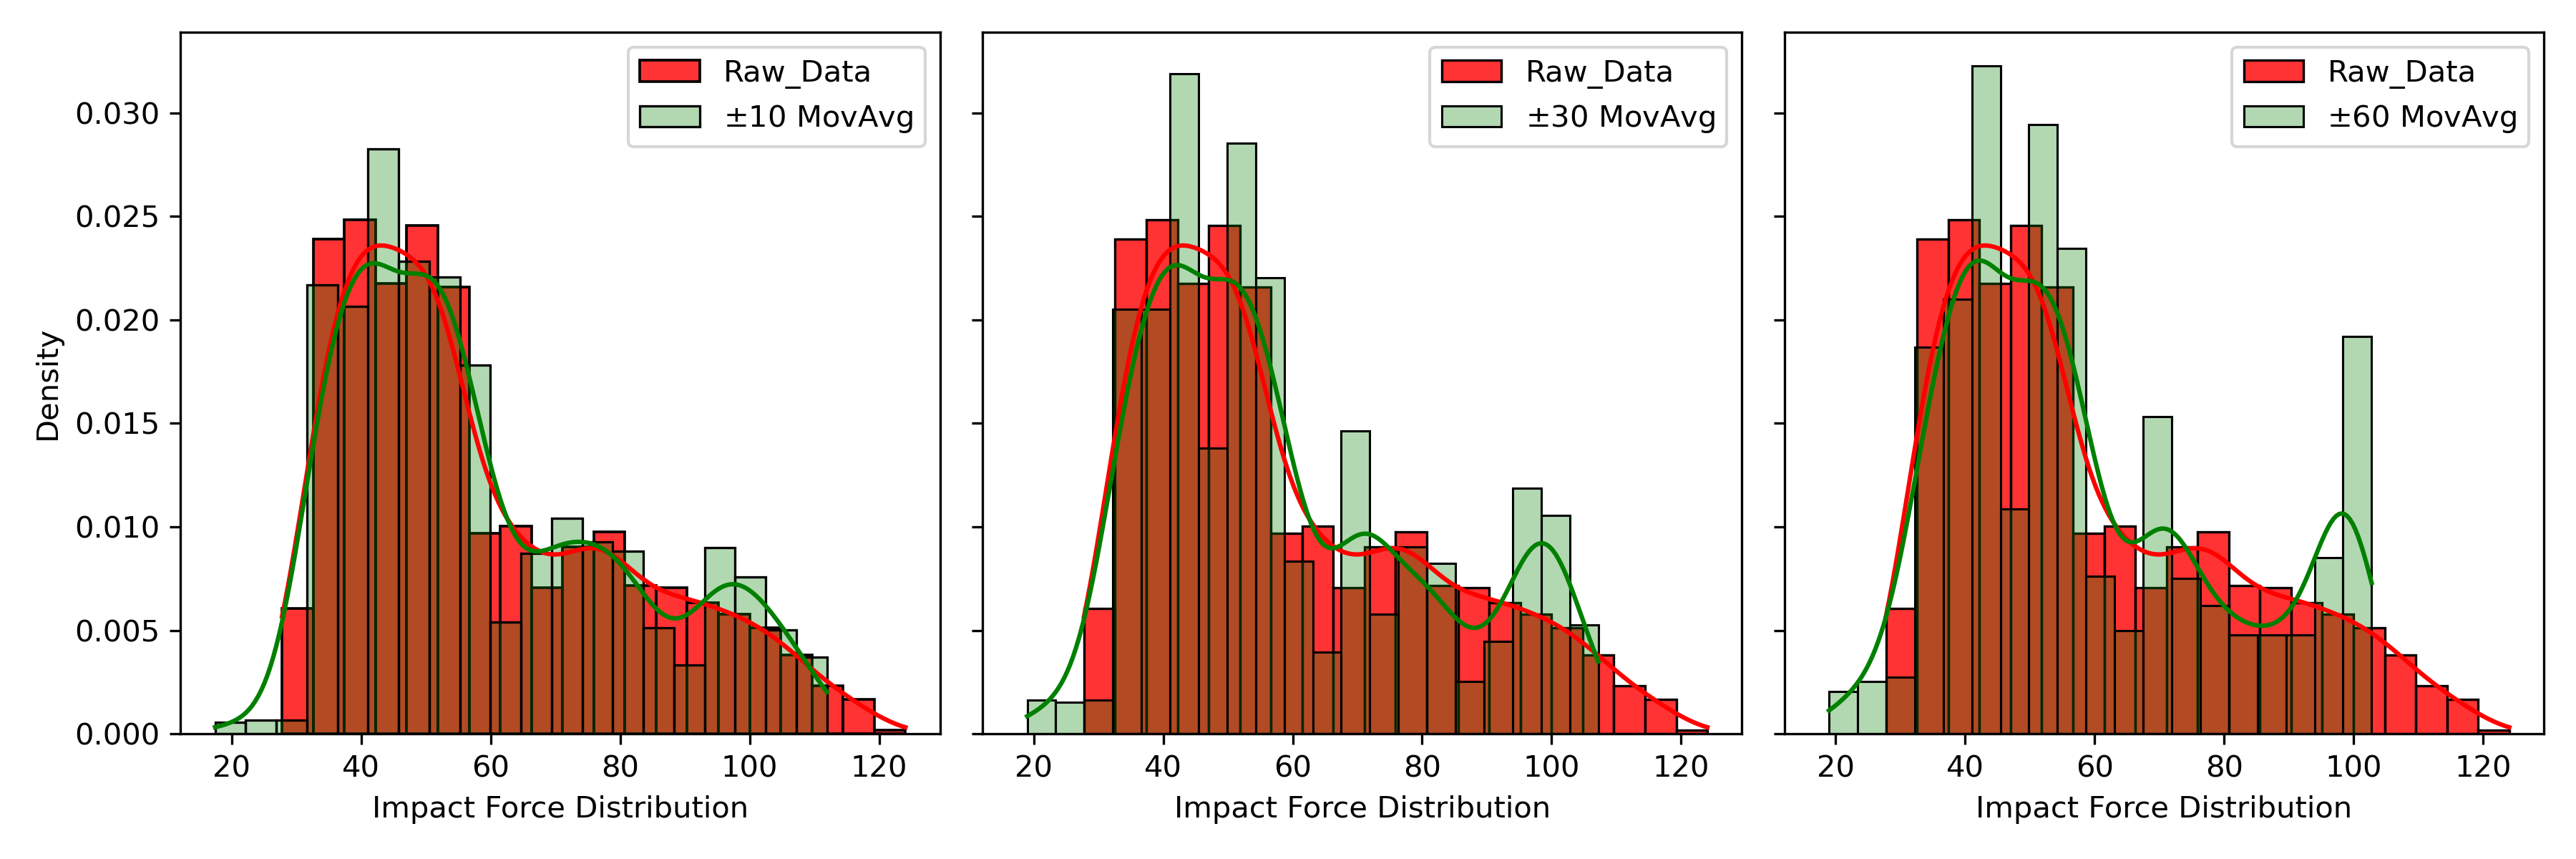 Raw_Data
±10 MovAvg
Raw_Data
±30 MovAvg
Raw_Data
±60 MovAvg
Density
0.030
0.025
0.020
0.015
0.010
0.005
0.000
20 40 60 80 100 120
20 40 60 80 100 120
20 40 60 80 100 120
Impact Force Distribution
Impact Force Distribution
Impact Force Distribution